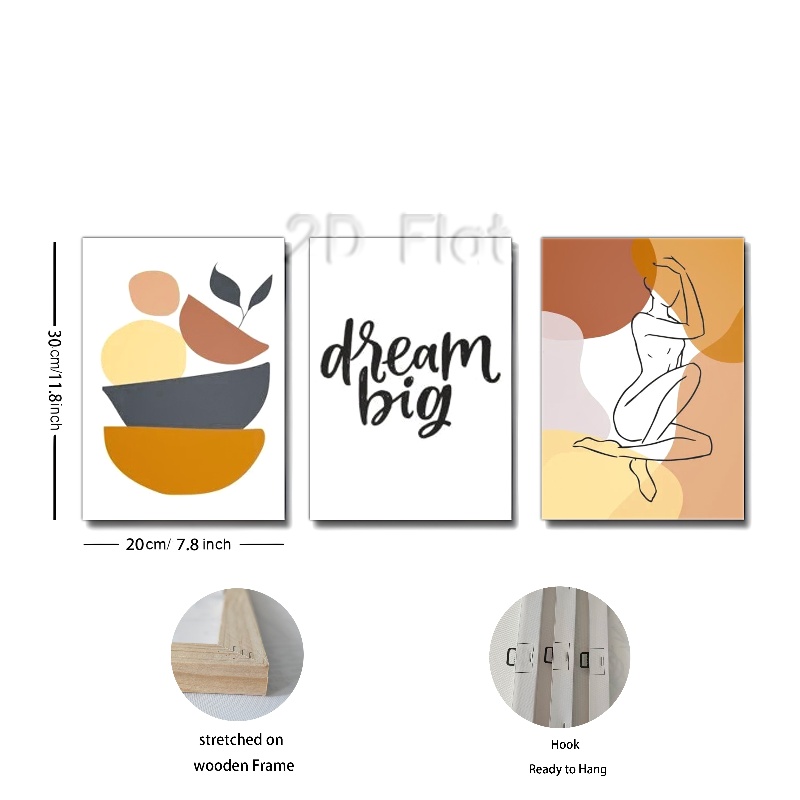 2D Flat
dream
big
30cm/11.8inch
20cm/ 7.8 inch
stretched on
wooden Frame
Hook
Ready to Hang